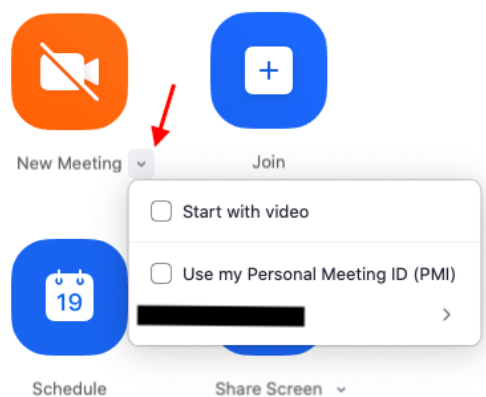 New Meeting
Join
Start with video
Use my Personal Meeting ID (PMI)
19
Schedule
Share Screen